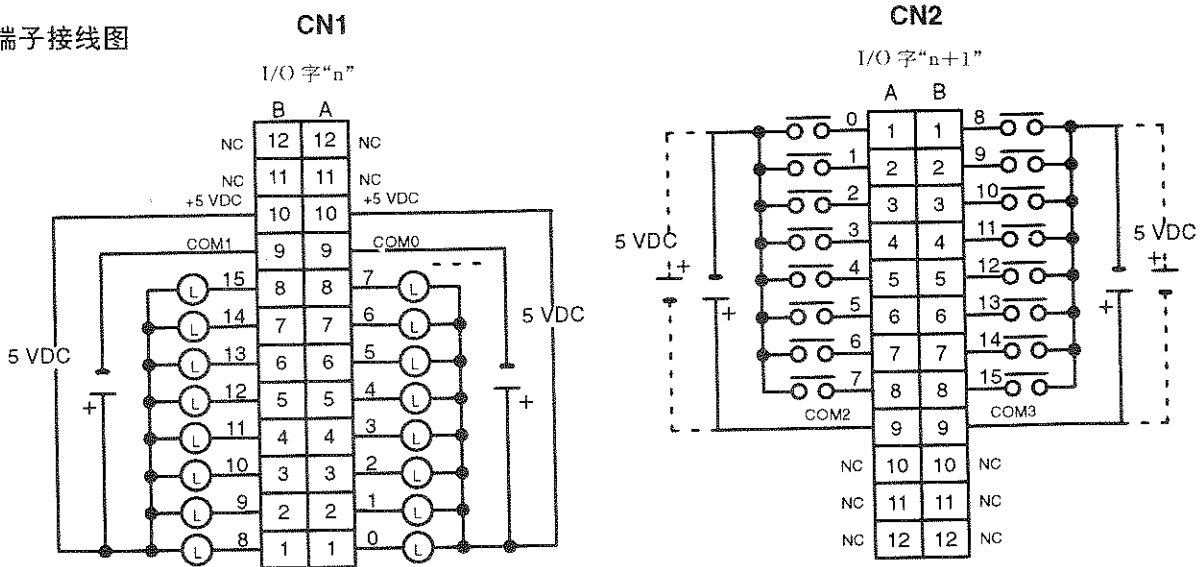 端子接线图
CN1
I/O 字“n”
B A
NC 12 12 NC
NC 11 11 NC
+5 VDC 10 10 +5 VDC
COM1 9 9 COM0
L 15 8 8 7 L
L 14 7 7 6 L
L 13 6 6 5 L
L 12 5 5 4 L
L 11 4 4 3 L
L 10 3 3 2 L
L 9 2 2 1 L
L 8 1 1 0 L
5 VDC
+
5 VDC
+
CN2
I/O 字“n+1”
A B
0 1 1 8
1 2 2 9
2 3 3 10
3 4 4 11
4 5 5 12
5 6 6 13
6 7 7 14
7 8 8 15
COM2 9 9 COM3
NC 10 10 NC
NC 11 11 NC
NC 12 12 NC
5 VDC
+
+
5 VDC
+
+